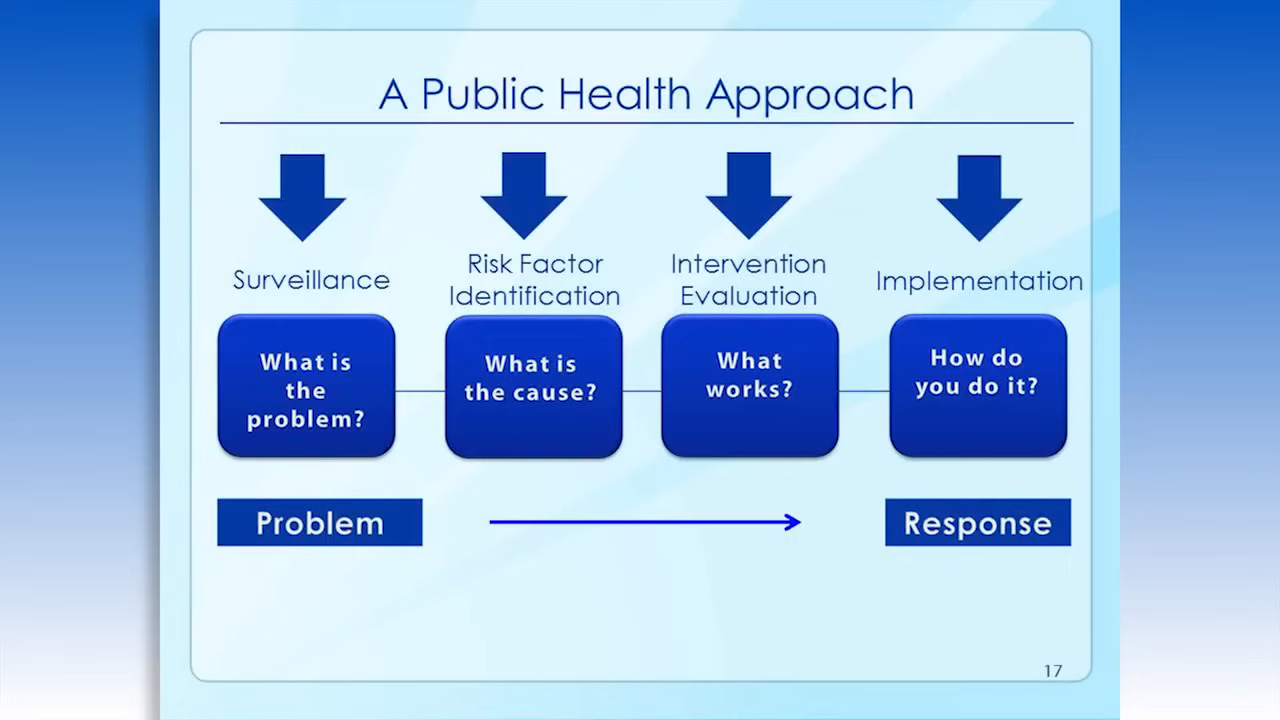 A Public Health Approach
Surveillance
Risk Factor
Identification
Intervention
Evaluation
Implementation
What is
the
problem?
What is
the cause?
What
works?
How do
you do it?
Problem
Response
17